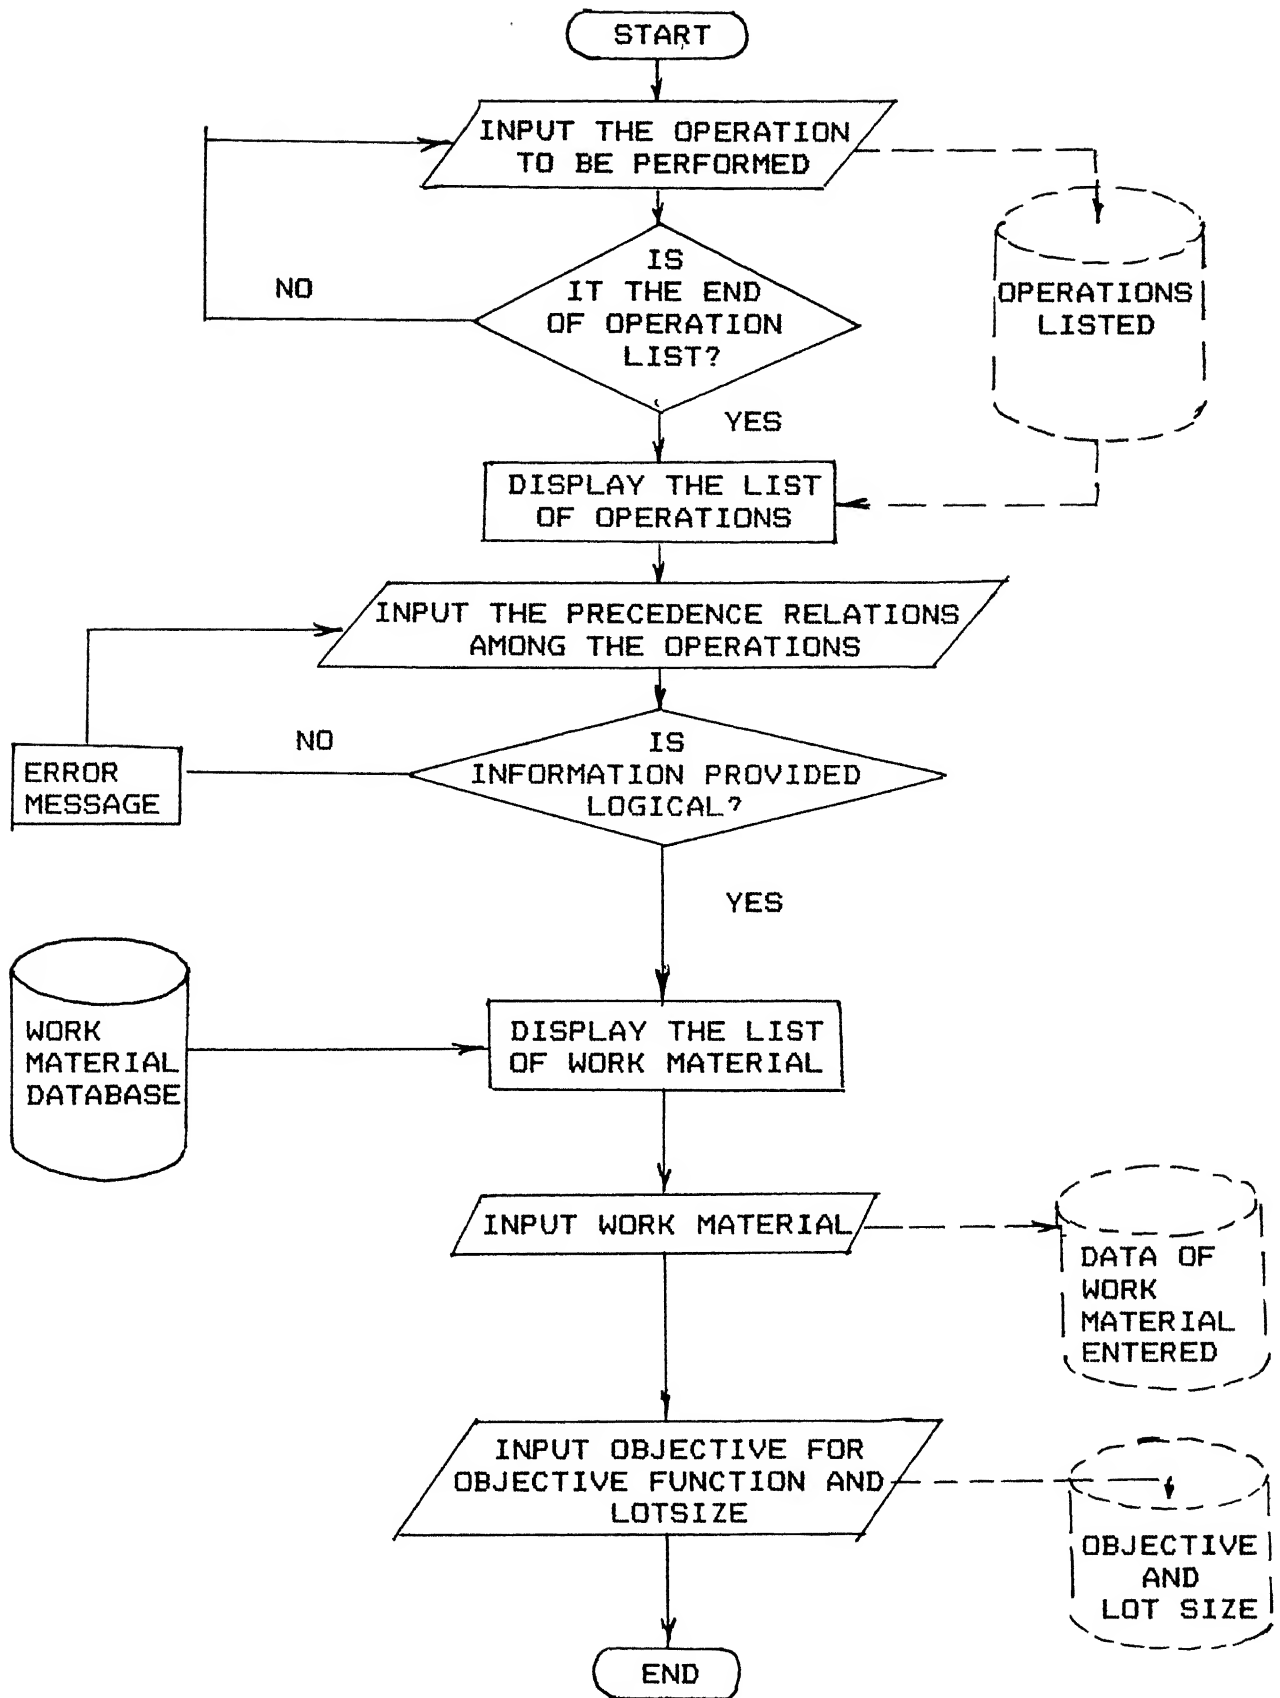 START
INPUT THE OPERATION
TO BE PERFORMED
IS
IT THE END
OF OPERATION
LIST?
NO
OPERATIONS
LISTED
YES
DISPLAY THE LIST
OF OPERATIONS
INPUT THE PRECEDENCE RELATIONS
AMONG THE OPERATIONS
NO
IS
INFORMATION PROVIDED
LOGICAL?
ERROR
MESSAGE
YES
WORK
MATERIAL
DATABASE
DISPLAY THE LIST
OF WORK MATERIAL
INPUT WORK MATERIAL
DATA OF
WORK
MATERIAL
ENTERED
INPUT OBJECTIVE FOR
OBJECTIVE FUNCTION AND
LOTSIZE
OBJECTIVE
AND
LOT SIZE
END